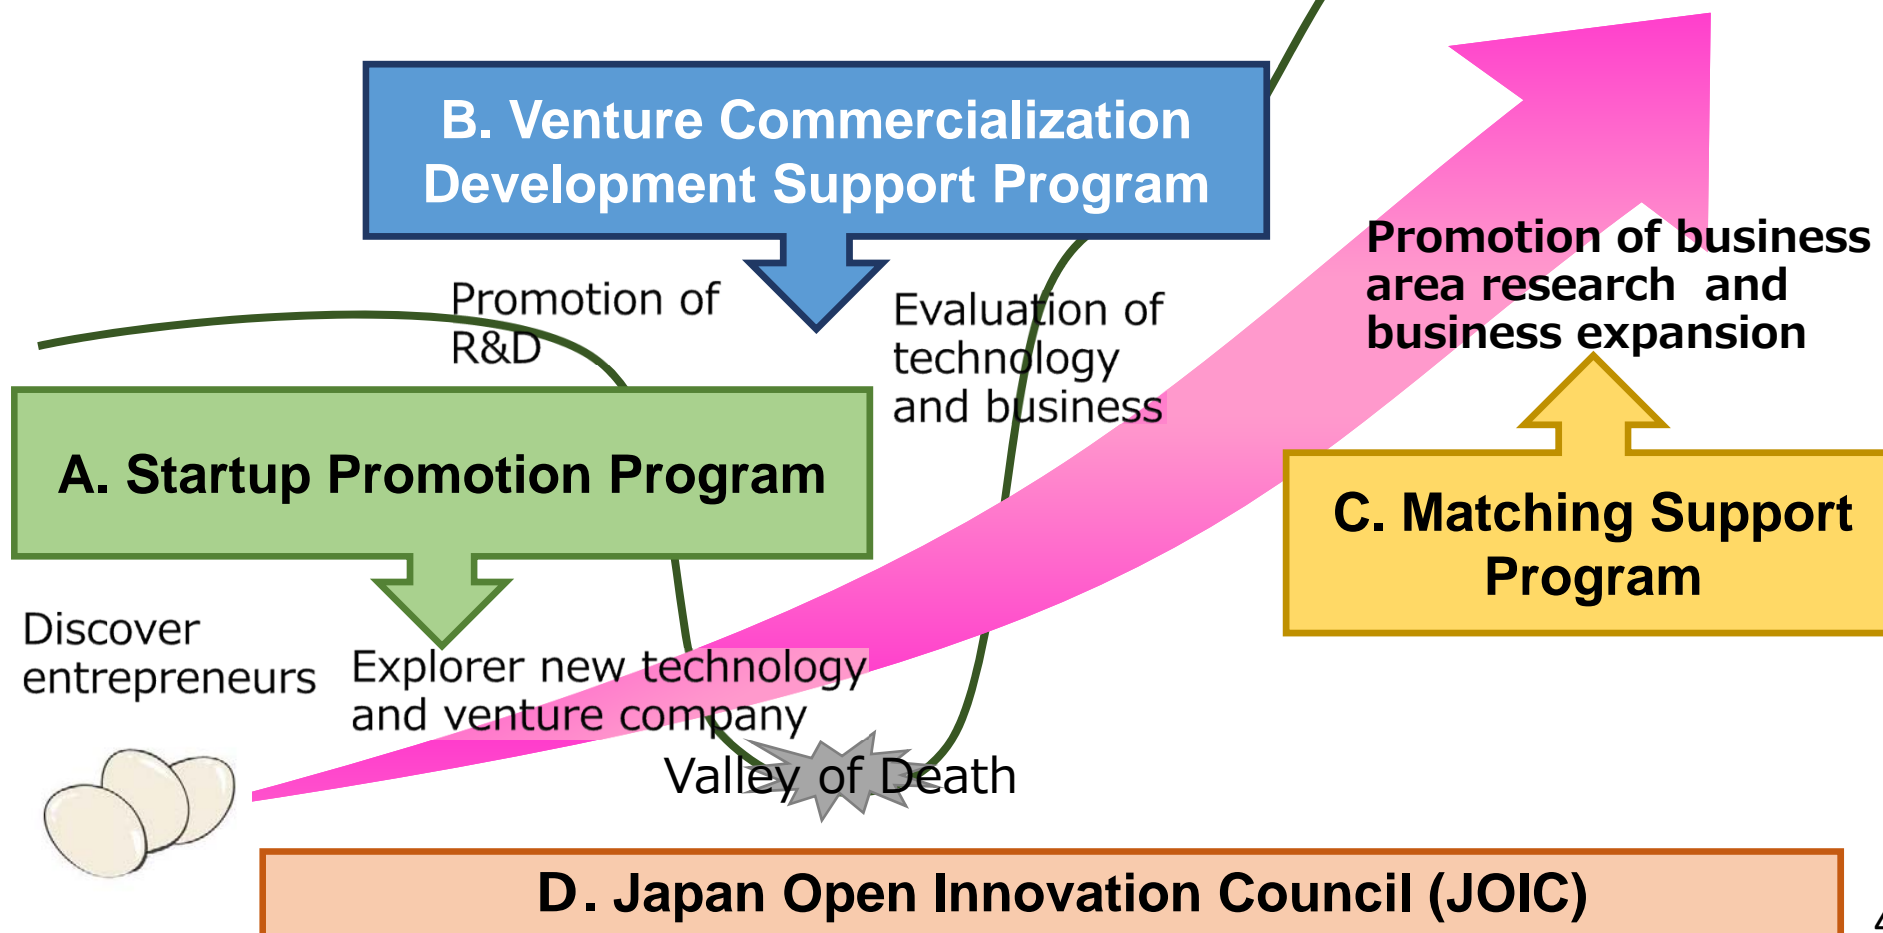 B. Venture Commercialization
Development Support Program
Promotion of
R&D
Evaluation of
technology
and business
Promotion of business
area research and
business expansion
A. Startup Promotion Program
C. Matching Support
Program
Discover
entrepreneurs
Explorer new technology
and venture company
Valley of Death
D. Japan Open Innovation Council (JOIC)